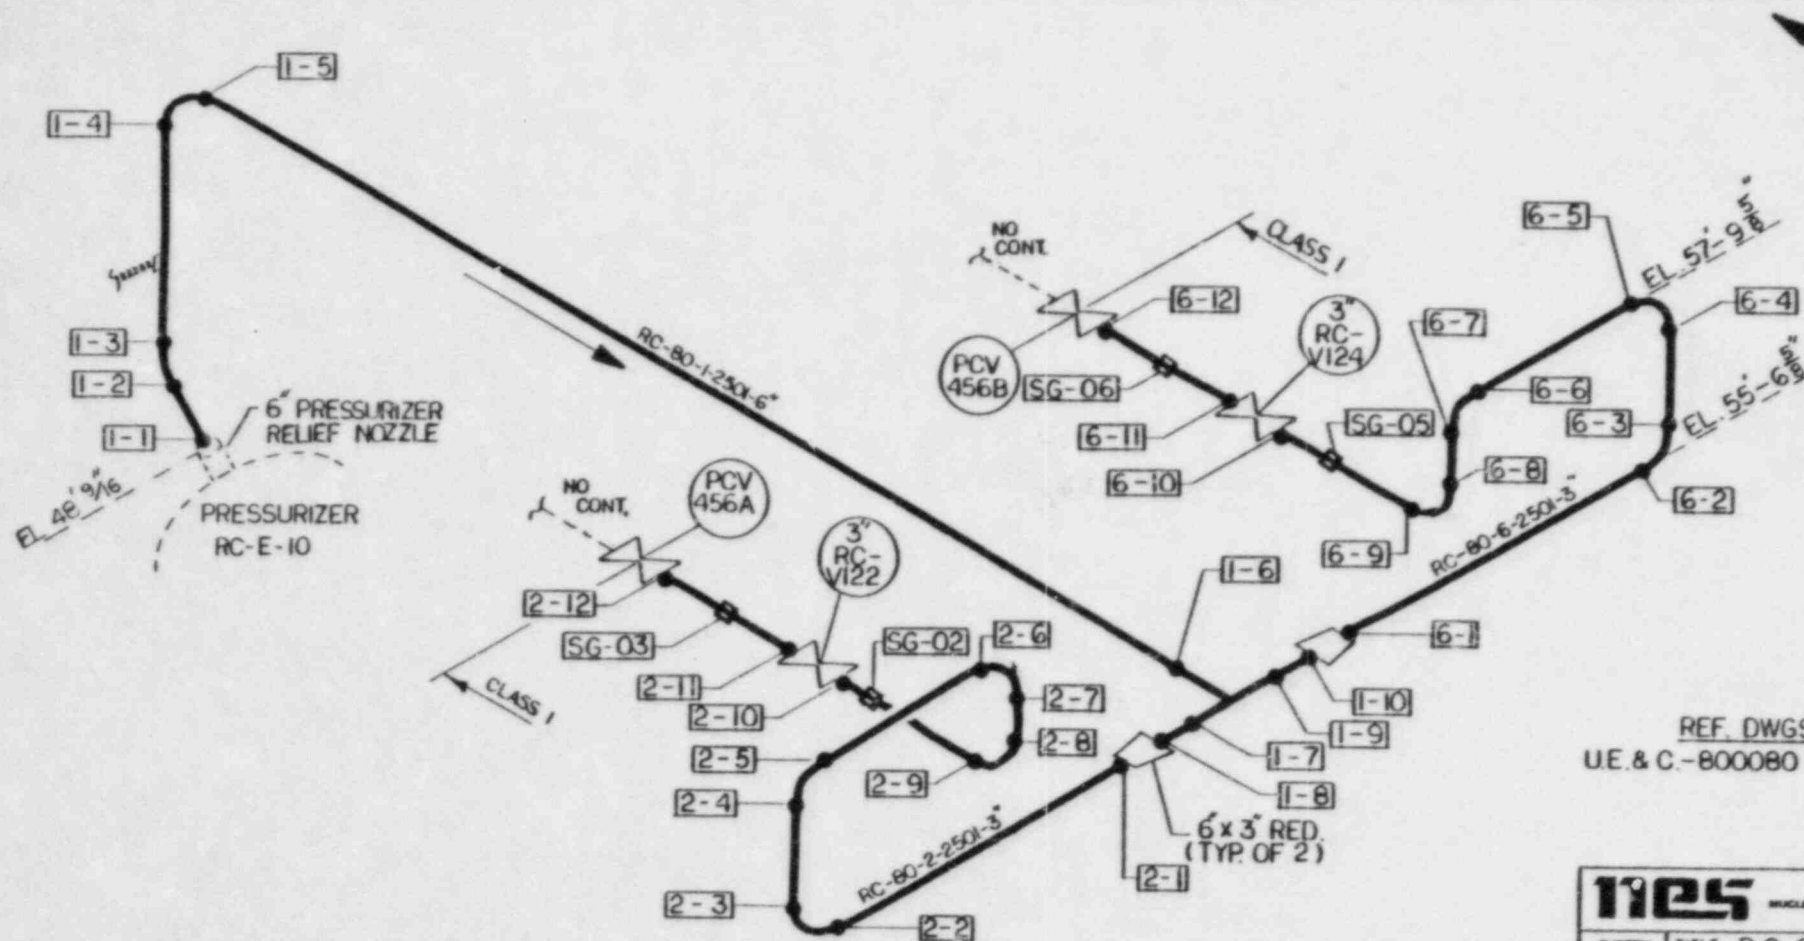 1-5
1-4
1-3
1-2
1-1
6" PRESSURIZER
RELIEF NOZZLE
EL. 48' 9/16"
PRESSURIZER
RC-E-10
RC-80-1-2501-6"
NO
CONT.
CLASS 1
6-12
PCV
456B
SG-06
3"
RC-
V124
6-11
6-10
SG-05
6-9
6-8
6-7
6-6
6-5
EL. 57'-9 5/8"
6-4
6-3
EL. 55'-6 5/8"
6-2
RC-80-6-2501-3"
6-1
NO
CONT.
PCV
456A
3"
RC-
V122
2-12
SG-03
CLASS 1
2-11
2-10
SG-02
2-6
2-7
2-8
2-9
2-5
2-4
2-3
2-2
RC-80-2-2501-3"
2-1
1-6
1-10
1-9
1-7
1-8
6" x 3" RED.
(TYP. OF 2)
REF. DWGS
U.E. & C.-800080
nes